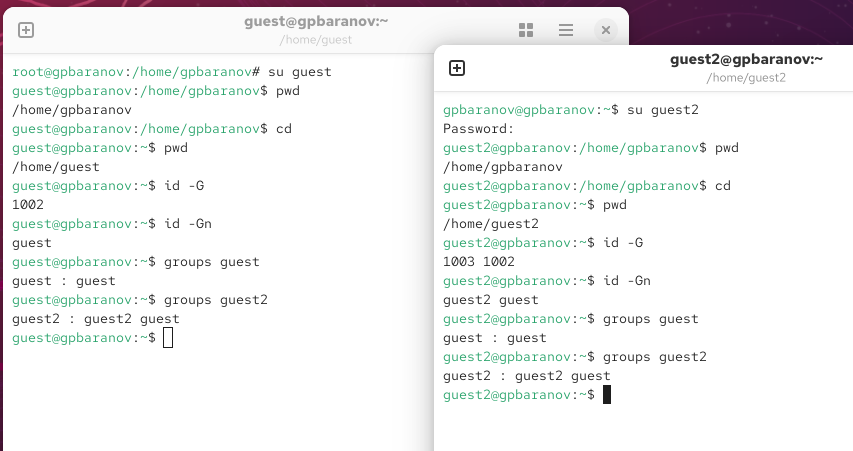 guest@gpbaranov:~
/home/guest
root@gpbaranov:/home/gpbaranov# su guest
guest@gpbaranov:/home/gpbaranov$ pwd
/home/gpbaranov
guest@gpbaranov:/home/gpbaranov$ cd
guest@gpbaranov:~$ pwd
/home/guest
guest@gpbaranov:~$ id -G
1002
guest@gpbaranov:~$ id -Gn
guest
guest@gpbaranov:~$ groups guest
guest : guest
guest@gpbaranov:~$ groups guest2
guest2 : guest2 guest
guest@gpbaranov:~$
guest2@gpbaranov:~
/home/guest2
gpbaranov@gpbaranov:~$ su guest2
Password:
guest2@gpbaranov:/home/gpbaranov$ pwd
/home/gpbaranov
guest2@gpbaranov:/home/gpbaranov$ cd
guest2@gpbaranov:~$ pwd
/home/guest2
guest2@gpbaranov:~$ id -G
1003 1002
guest2@gpbaranov:~$ id -Gn
guest2 guest
guest2@gpbaranov:~$ groups guest
guest : guest
guest2@gpbaranov:~$ groups guest2
guest2 : guest2 guest
guest2@gpbaranov:~$